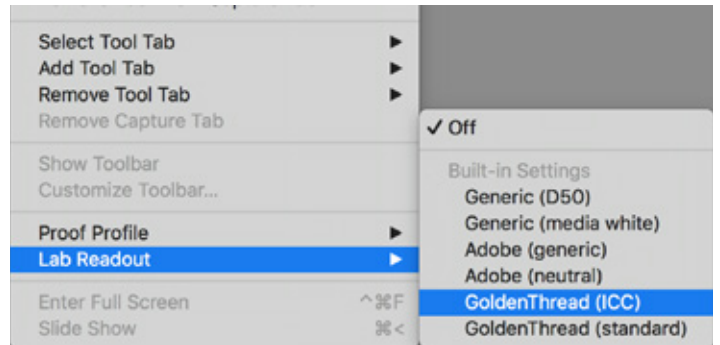 Select Tool Tab ▶
Add Tool Tab ▶
Remove Tool Tab ▶
Remove Capture Tab
Show Toolbar
Customize Toolbar...
Proof Profile ▶
Lab Readout ▶
Enter Full Screen ^⌘F
Slide Show ⌘<
✓ Off
Built-in Settings
Generic (D50)
Generic (media white)
Adobe (generic)
Adobe (neutral)
GoldenThread (ICC)
GoldenThread (standard)